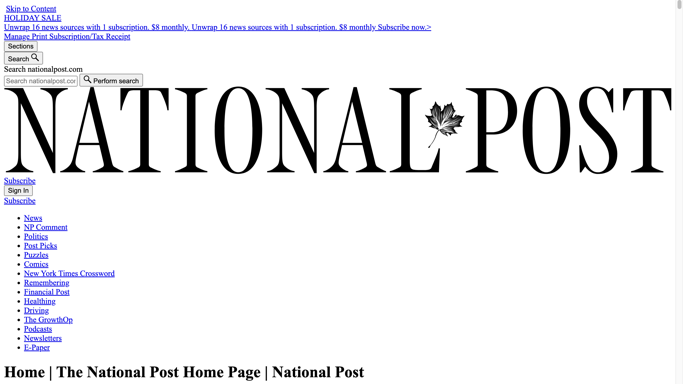 Skip to Content
HOLIDAY SALE
Unwrap 16 news sources with 1 subscription. $8 monthly. Unwrap 16 news sources with 1 subscription. $8 monthly Subscribe now.>
Manage Print Subscription/Tax Receipt
Sections
Search
Search nationalpost.com
Search nationalpost.cor Perform search
NATIONAL POST
Subscribe
Sign In
Subscribe
News
NP Comment
Politics
Post Picks
Puzzles
Comics
New York Times Crossword
Remembering
Financial Post
Healthing
Driving
The GrowthOp
Podcasts
Newsletters
E-Paper
Home | The National Post Home Page | National Post